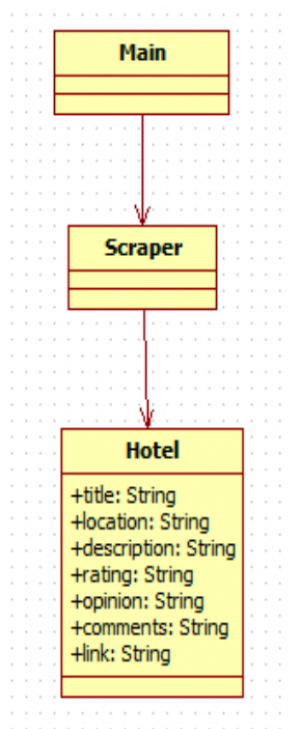 Main
Scraper
Hotel
+title: String
+location: String
+description: String
+rating: String
+opinion: String
+comments: String
+link: String